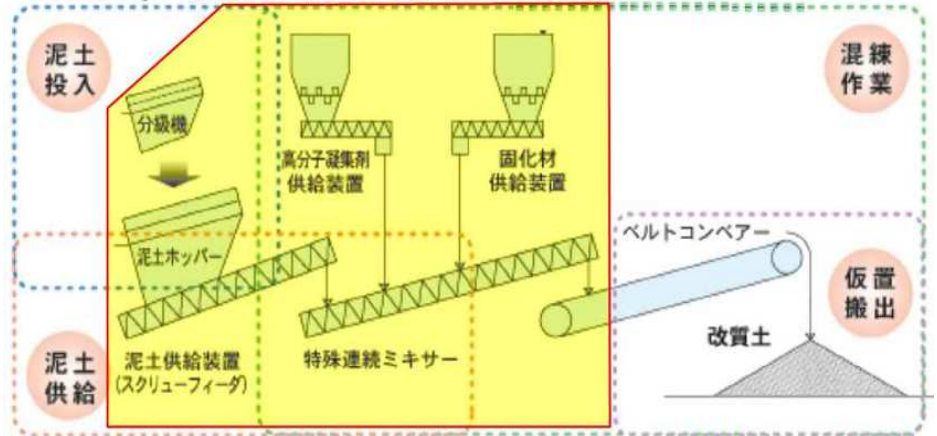 泥土
投入
混練
作業
分級機
高分子凝集剤
供給装置
固化材
供給装置
泥土ホッパー
ベルトコンベアー
仮置
搬出
改質土
泥土
供給
泥土供給装置
(スクリューフィーダ)
特殊連続ミキサー